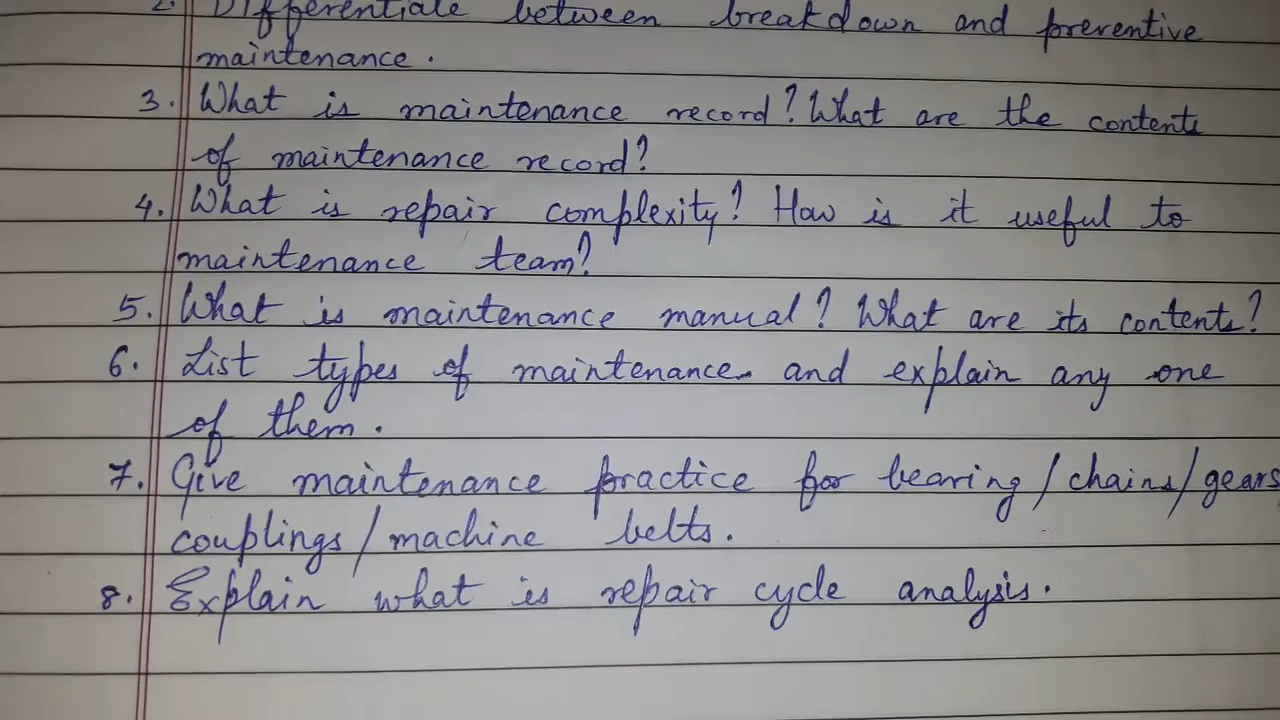 2. Differentiate between breakdown and preventive
maintenance.
3. What is maintenance record? What are the contents
of maintenance record?
4. What is repair complexity? How is it useful to
maintenance team?
5. What is maintenance manual? What are its contents?
6. List types of maintenance and explain any one
of them.
7. Give maintenance practice for bearing/chains/gears
couplings/machine belts.
8. Explain what is repair cycle analysis.